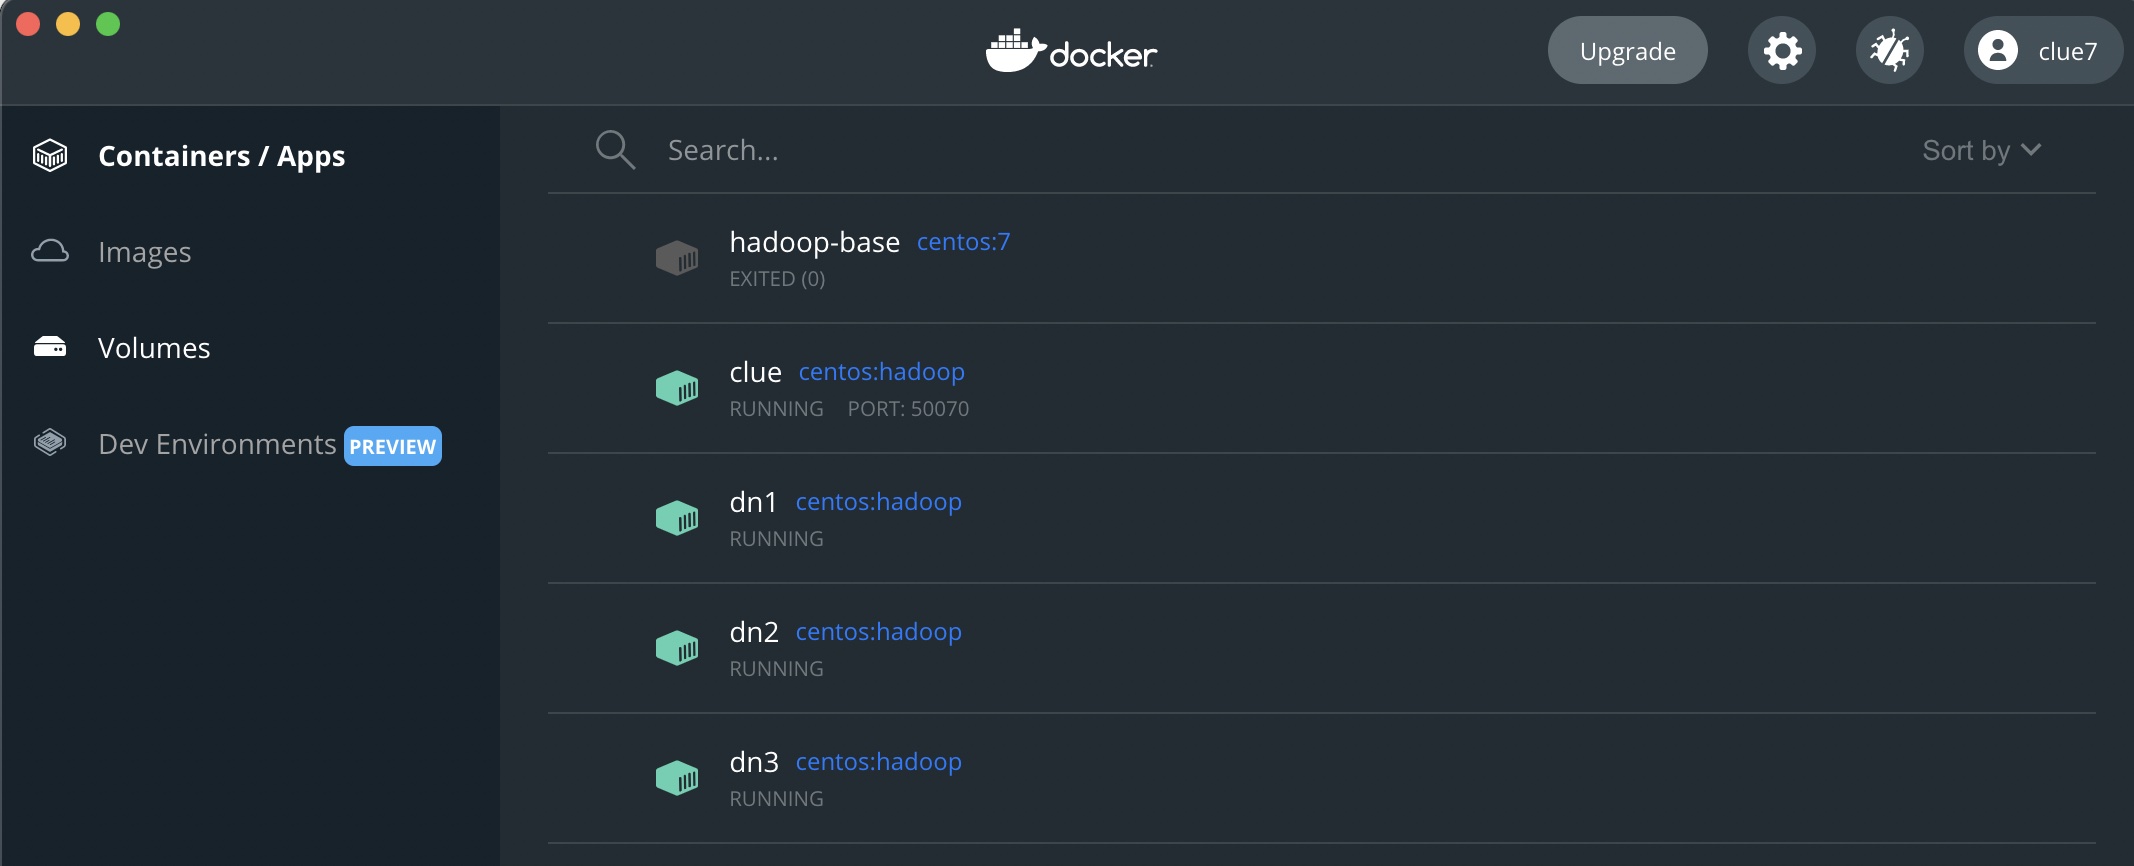 docker
Upgrade
clue7
Containers / Apps
Images
Volumes
Dev Environments PREVIEW
Search...
Sort by
hadoop-base centos:7
EXITED (0)
clue centos:hadoop
RUNNING PORT: 50070
dn1 centos:hadoop
RUNNING
dn2 centos:hadoop
RUNNING
dn3 centos:hadoop
RUNNING